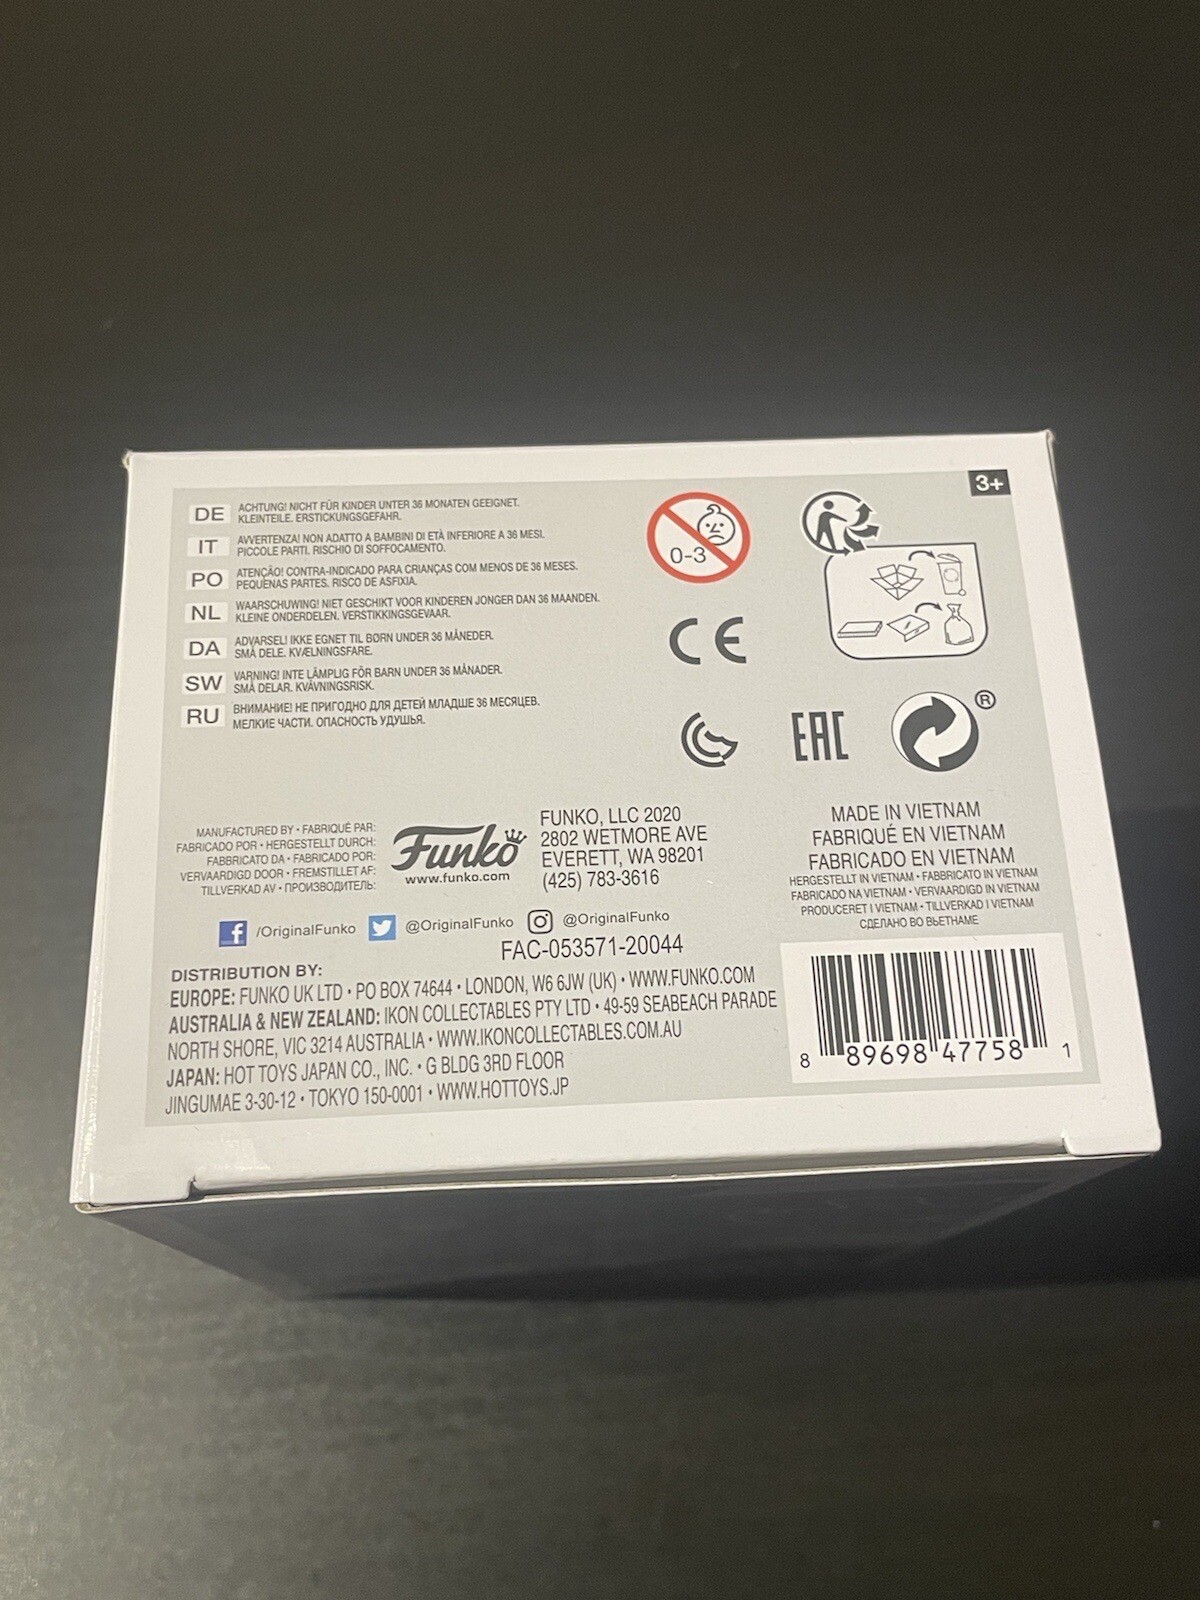 3+
DE ACHTUNG! NICHT FÜR KINDER UNTER 36 MONATEN GEEIGNET.
KLEINTEILE. ERSTICKUNGSGEFAHR.
IT AVVERTENZA! NON ADATTO A BAMBINI DI ETÀ INFERIORE A 36 MESI.
PICCOLE PARTI. RISCHIO DI SOFFOCAMENTO.
PO ATENÇÃO! CONTRA-INDICADO PARA CRIANÇAS COM MENOS DE 36 MESES.
PEQUENAS PARTES. RISCO DE ASFIXIA.
NL WAARSCHUWING! NIET GESCHIKT VOOR KINDEREN JONGER DAN 36 MAANDEN.
KLEINE ONDERDELEN. VERSTIKKINGSGEVAAR.
DA ADVARSEL! IKKE EGNET TIL BØRN UNDER 36 MÅNEDER.
SMÅ DELE. KVÆLNINGSFARE.
SW VARNING! INTE LÄMPLIG FÖR BARN UNDER 36 MÅNADER.
SMÅ DELAR. KVÄVNINGSRISK.
RU ВНИМАНИЕ! НЕ ПРИГОДНО ДЛЯ ДЕТЕЙ МЛАДШЕ 36 МЕСЯЦЕВ.
МЕЛКИЕ ЧАСТИ. ОПАСНОСТЬ УДУШЬЯ.
0-3
CE
EAC
®
MANUFACTURED BY • FABRIQUÉ PAR:
FABRICADO POR • HERGESTELLT DURCH:
FABBRICATO DA • FABRICADO POR:
VERVAARDIGD DOOR • FREMSTILLET AF:
TILLVERKAD AV • ПРОИЗВОДИТЕЛЬ:
Funko
www.funko.com
FUNKO, LLC 2020
2802 WETMORE AVE
EVERETT, WA 98201
(425) 783-3616
f /OriginalFunko @OriginalFunko @OriginalFunko
FAC-053571-20044
DISTRIBUTION BY:
EUROPE: FUNKO UK LTD • PO BOX 74644 • LONDON, W6 6JW (UK) • WWW.FUNKO.COM
AUSTRALIA & NEW ZEALAND: IKON COLLECTABLES PTY LTD • 49-59 SEABEACH PARADE
NORTH SHORE, VIC 3214 AUSTRALIA • WWW.IKONCOLLECTABLES.COM.AU
JAPAN: HOT TOYS JAPAN CO., INC. • G BLDG 3RD FLOOR
JINGUMAE 3-30-12 • TOKYO 150-0001 • WWW.HOTTOYS.JP
MADE IN VIETNAM
FABRIQUÉ EN VIETNAM
FABRICADO EN VIETNAM
HERGESTELLT IN VIETNAM • FABBRICATO IN VIETNAM
FABRICADO NA VIETNAM • VERVAARDIGD IN VIETNAM
PRODUCERET I VIETNAM • TILLVERKAD I VIETNAM
СДЕЛАНО ВО ВЬЕТНАМЕ
8 89698 47758 1